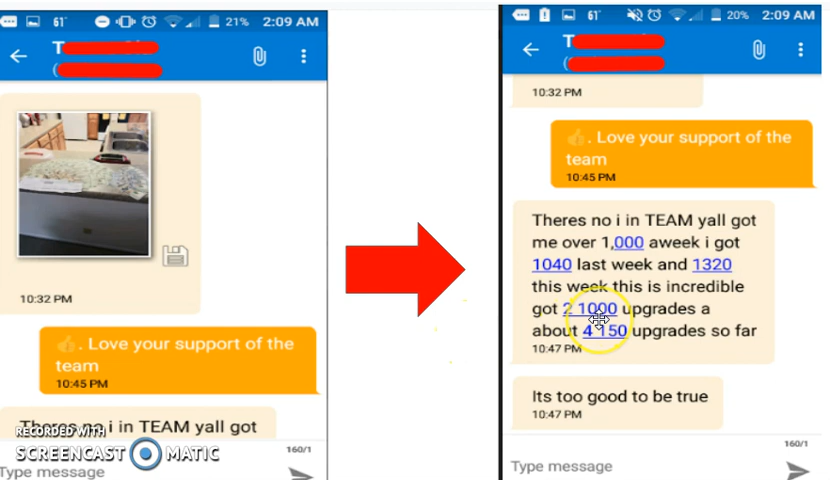 61°
21%
2:09 AM
T
(
10:32 PM
👍. Love your support of the
team
10:45 PM
Theres no i in TEAM yall got
RECORDED WITH
SCREENCAST MATIC
160/1
Type message
61°
20%
2:09 AM
T
(
10:32 PM
👍. Love your support of the
team
10:45 PM
Theres no i in TEAM yall got
me over 1,000 aweek i got
1040 last week and 1320
this week this is incredible
got 2 1000 upgrades a
about 4 150 upgrades so far
10:47 PM
Its too good to be true
10:47 PM
160/1
Type message